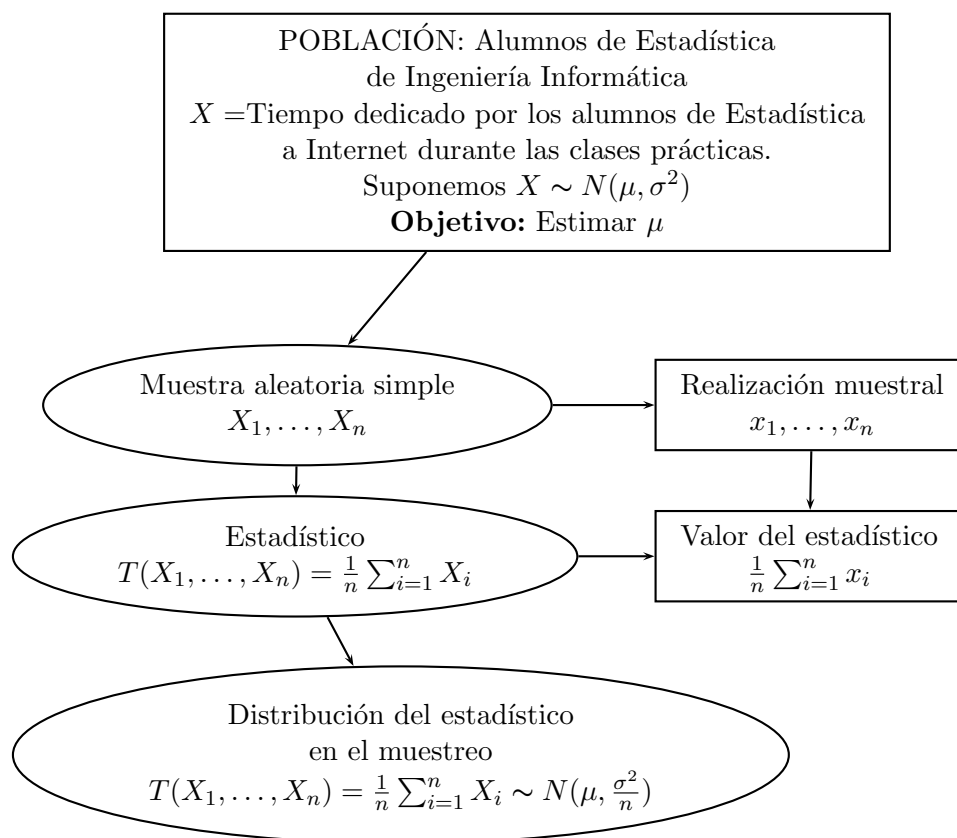 POBLACIÓN: Alumnos de Estadística
de Ingeniería Informática
X =Tiempo dedicado por los alumnos de Estadística
a Internet durante las clases prácticas.
Suponemos X ∼ N(μ, σ²)
Objetivo: Estimar μ
Muestra aleatoria simple
X₁, . . . , Xₙ
Realización muestral
x₁, . . . , xₙ
Estadístico
T(X₁, . . . , Xₙ) = 1/n ∑ⁿᵢ₌₁ Xᵢ
Valor del estadístico
1/n ∑ⁿᵢ₌₁ xᵢ
Distribución del estadístico
en el muestreo
T(X₁, . . . , Xₙ) = 1/n ∑ⁿᵢ₌₁ Xᵢ ∼ N(μ, σ²/n)